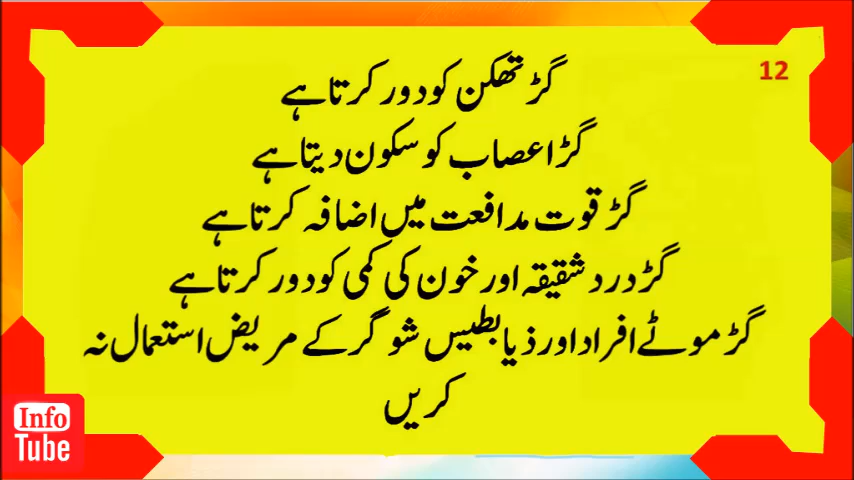 12
گڑ تھکن کو دور کرتا ہے
گڑ اعصاب کو سکون دیتا ہے
گڑ قوت مدافعت میں اضافہ کرتا ہے
گڑ درد شقیقہ اور خون کی کمی کو دور کرتا ہے
گڑ موٹے افراد اور ذیابطیس شوگر کے مریض استعمال نہ
کریں
Info
Tube